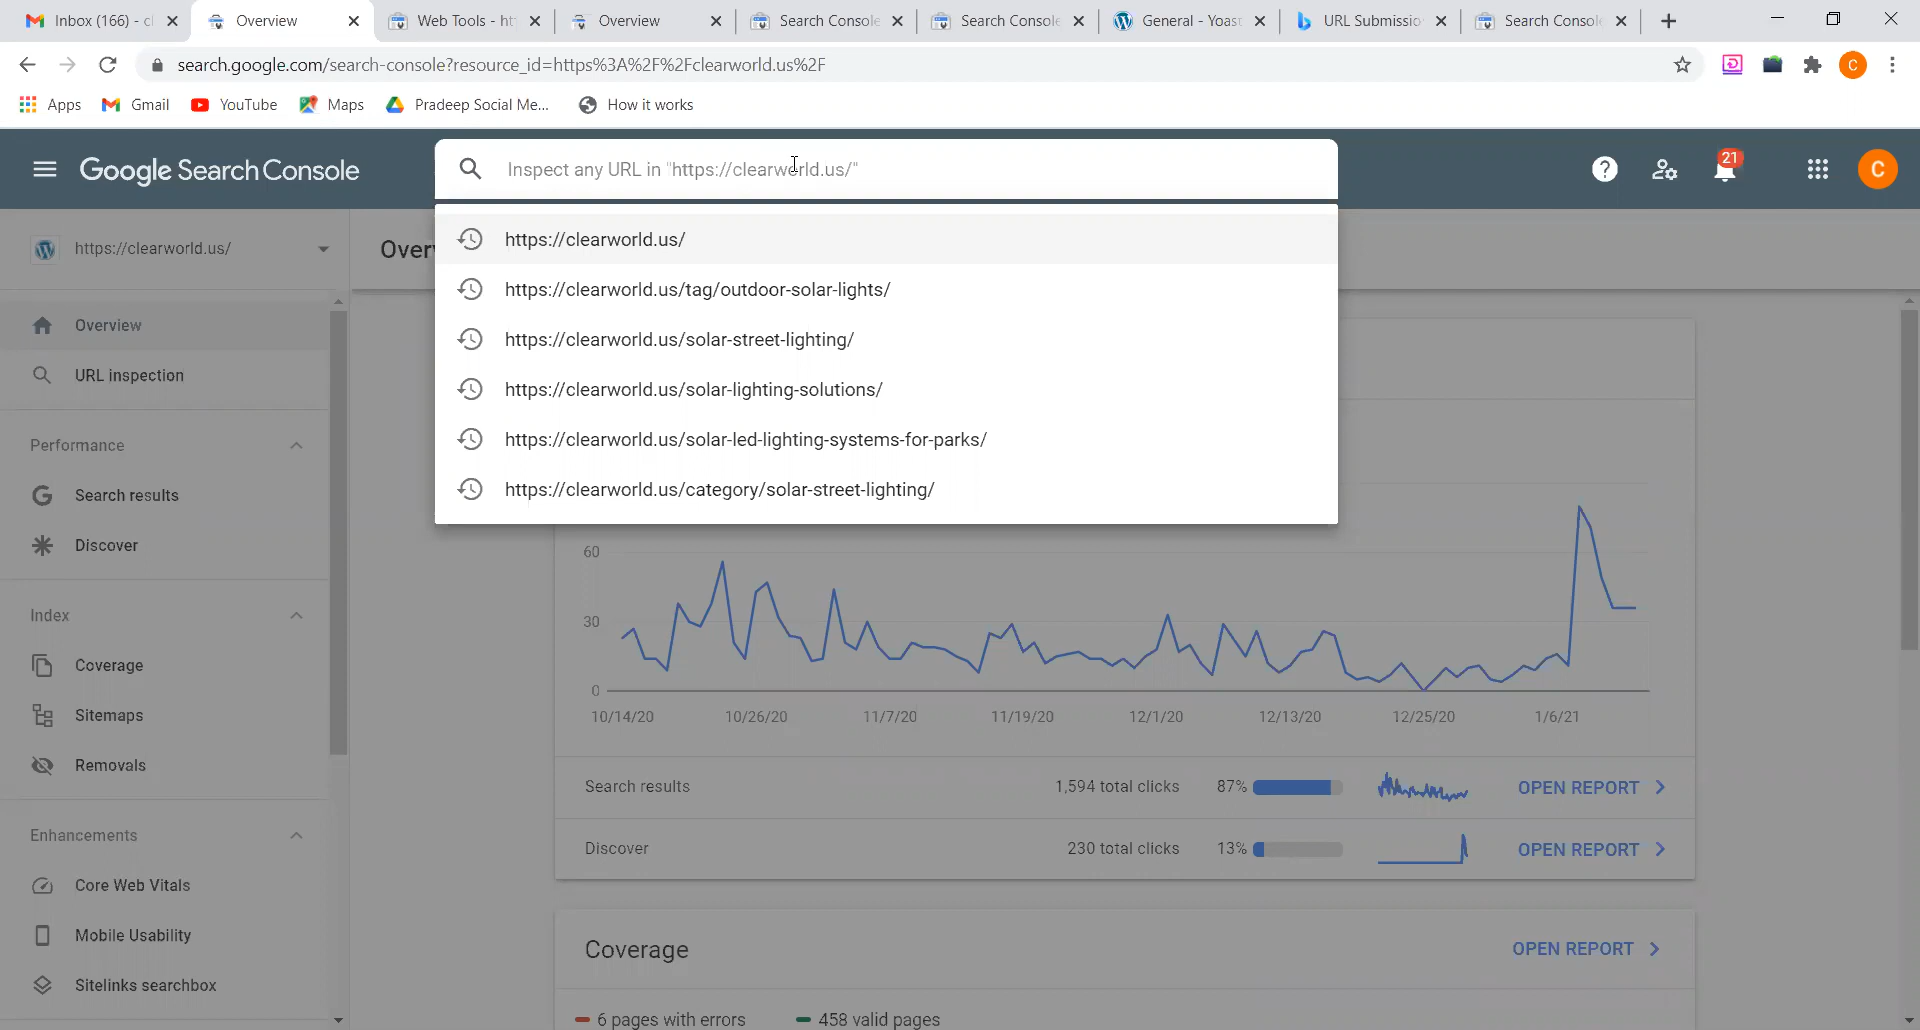 Inbox (166) - cl
Overview
Web Tools - htt
Overview
Search Console
Search Console
General - Yoast
URL Submissio
Search Console
search.google.com/search-console?resource_id=https%3A%2F%2Fclearworld.us%2F
C
Apps
Gmail
YouTube
Maps
Pradeep Social Me...
How it works
Google Search Console
Inspect any URL in "https://clearworld.us/"
21
C
https://clearworld.us/
Over
https://clearworld.us/
https://clearworld.us/tag/outdoor-solar-lights/
https://clearworld.us/solar-street-lighting/
https://clearworld.us/solar-lighting-solutions/
https://clearworld.us/solar-led-lighting-systems-for-parks/
https://clearworld.us/category/solar-street-lighting/
Overview
URL inspection
Performance
Search results
Discover
Index
Coverage
Sitemaps
Removals
Enhancements
Core Web Vitals
Mobile Usability
Sitelinks searchbox
60
30
0
10/14/20 10/26/20 11/7/20 11/19/20 12/1/20 12/13/20 12/25/20 1/6/21
Search results 1,594 total clicks 87% OPEN REPORT
Discover 230 total clicks 13% OPEN REPORT
Coverage OPEN REPORT
6 pages with errors 458 valid pages